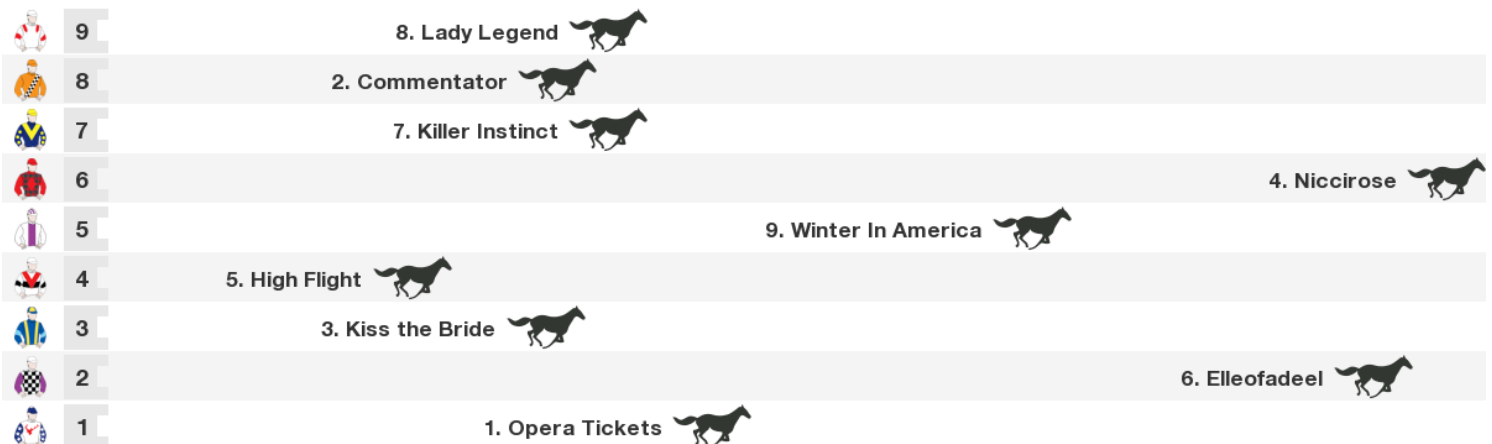 9 8. Lady Legend
8 2. Commentator
7 7. Killer Instinct
6 4. Niccirose
5 9. Winter In America
4 5. High Flight
3 3. Kiss the Bride
2 6. Elleofadeel
1 1. Opera Tickets